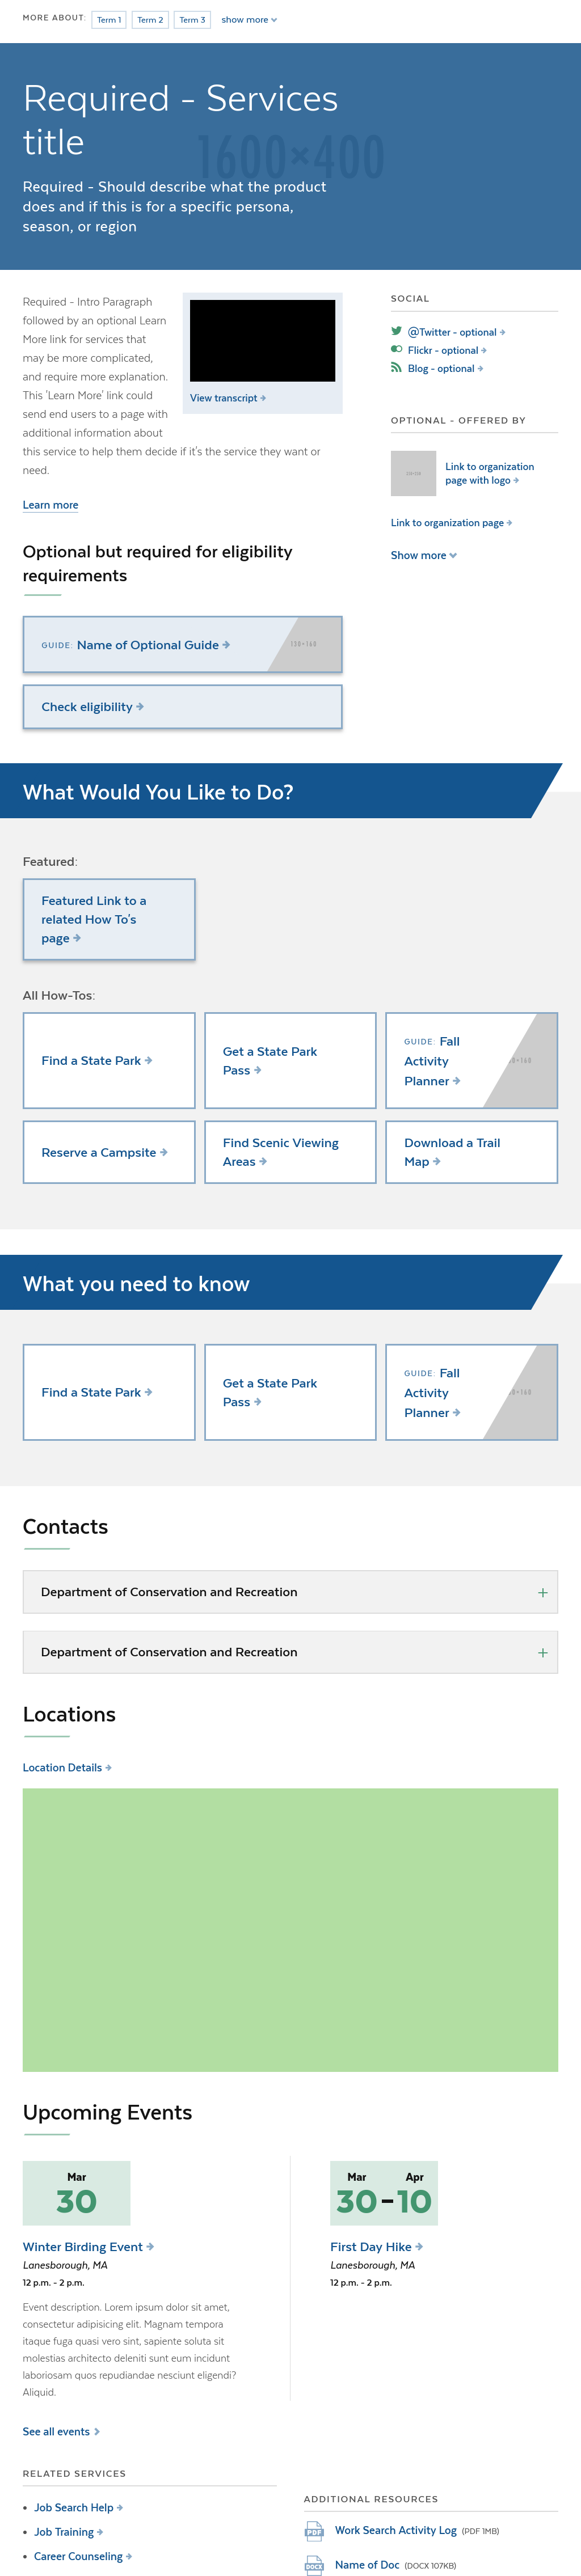 MORE ABOUT: Term 1 Term 2 Term 3 show more
1600×400
Required - Services
title
Required - Should describe what the product
does and if this is for a specific persona,
season, or region
Required - Intro Paragraph
followed by an optional Learn
More link for services that
may be more complicated,
and require more explanation.
This 'Learn More' link could
send end users to a page with
additional information about
this service to help them decide if it's the service they want or
need.
View transcript
Learn more
SOCIAL
@Twitter - optional
Flickr - optional
Blog - optional
OPTIONAL - OFFERED BY
Link to organization
page with logo
Link to organization page
Show more
Optional but required for eligibility
requirements
GUIDE: Name of Optional Guide
130×160
Check eligibility
What Would You Like to Do?
Featured:
Featured Link to a
related How To's
page
All How-Tos:
Find a State Park
Get a State Park
Pass
GUIDE: Fall
Activity
Planner
Reserve a Campsite
Find Scenic Viewing
Areas
Download a Trail
Map
What you need to know
Find a State Park
Get a State Park
Pass
GUIDE: Fall
Activity
Planner
Contacts
Department of Conservation and Recreation
Department of Conservation and Recreation
Locations
Location Details
Upcoming Events
Mar
30
Winter Birding Event
Lanesborough, MA
12 p.m. - 2 p.m.
Event description. Lorem ipsum dolor sit amet,
consectetur adipisicing elit. Magnam tempora
itaque fuga quasi vero sint, sapiente soluta sit
molestias architecto deleniti sunt eum incidunt
laboriosam quos repudiandae nesciunt eligendi?
Aliquid.
Mar Apr
30-10
First Day Hike
Lanesborough, MA
12 p.m. - 2 p.m.
See all events
RELATED SERVICES
Job Search Help
Job Training
Career Counseling
ADDITIONAL RESOURCES
PDF Work Search Activity Log (PDF 1MB)
DOCX Name of Doc (DOCX 107KB)